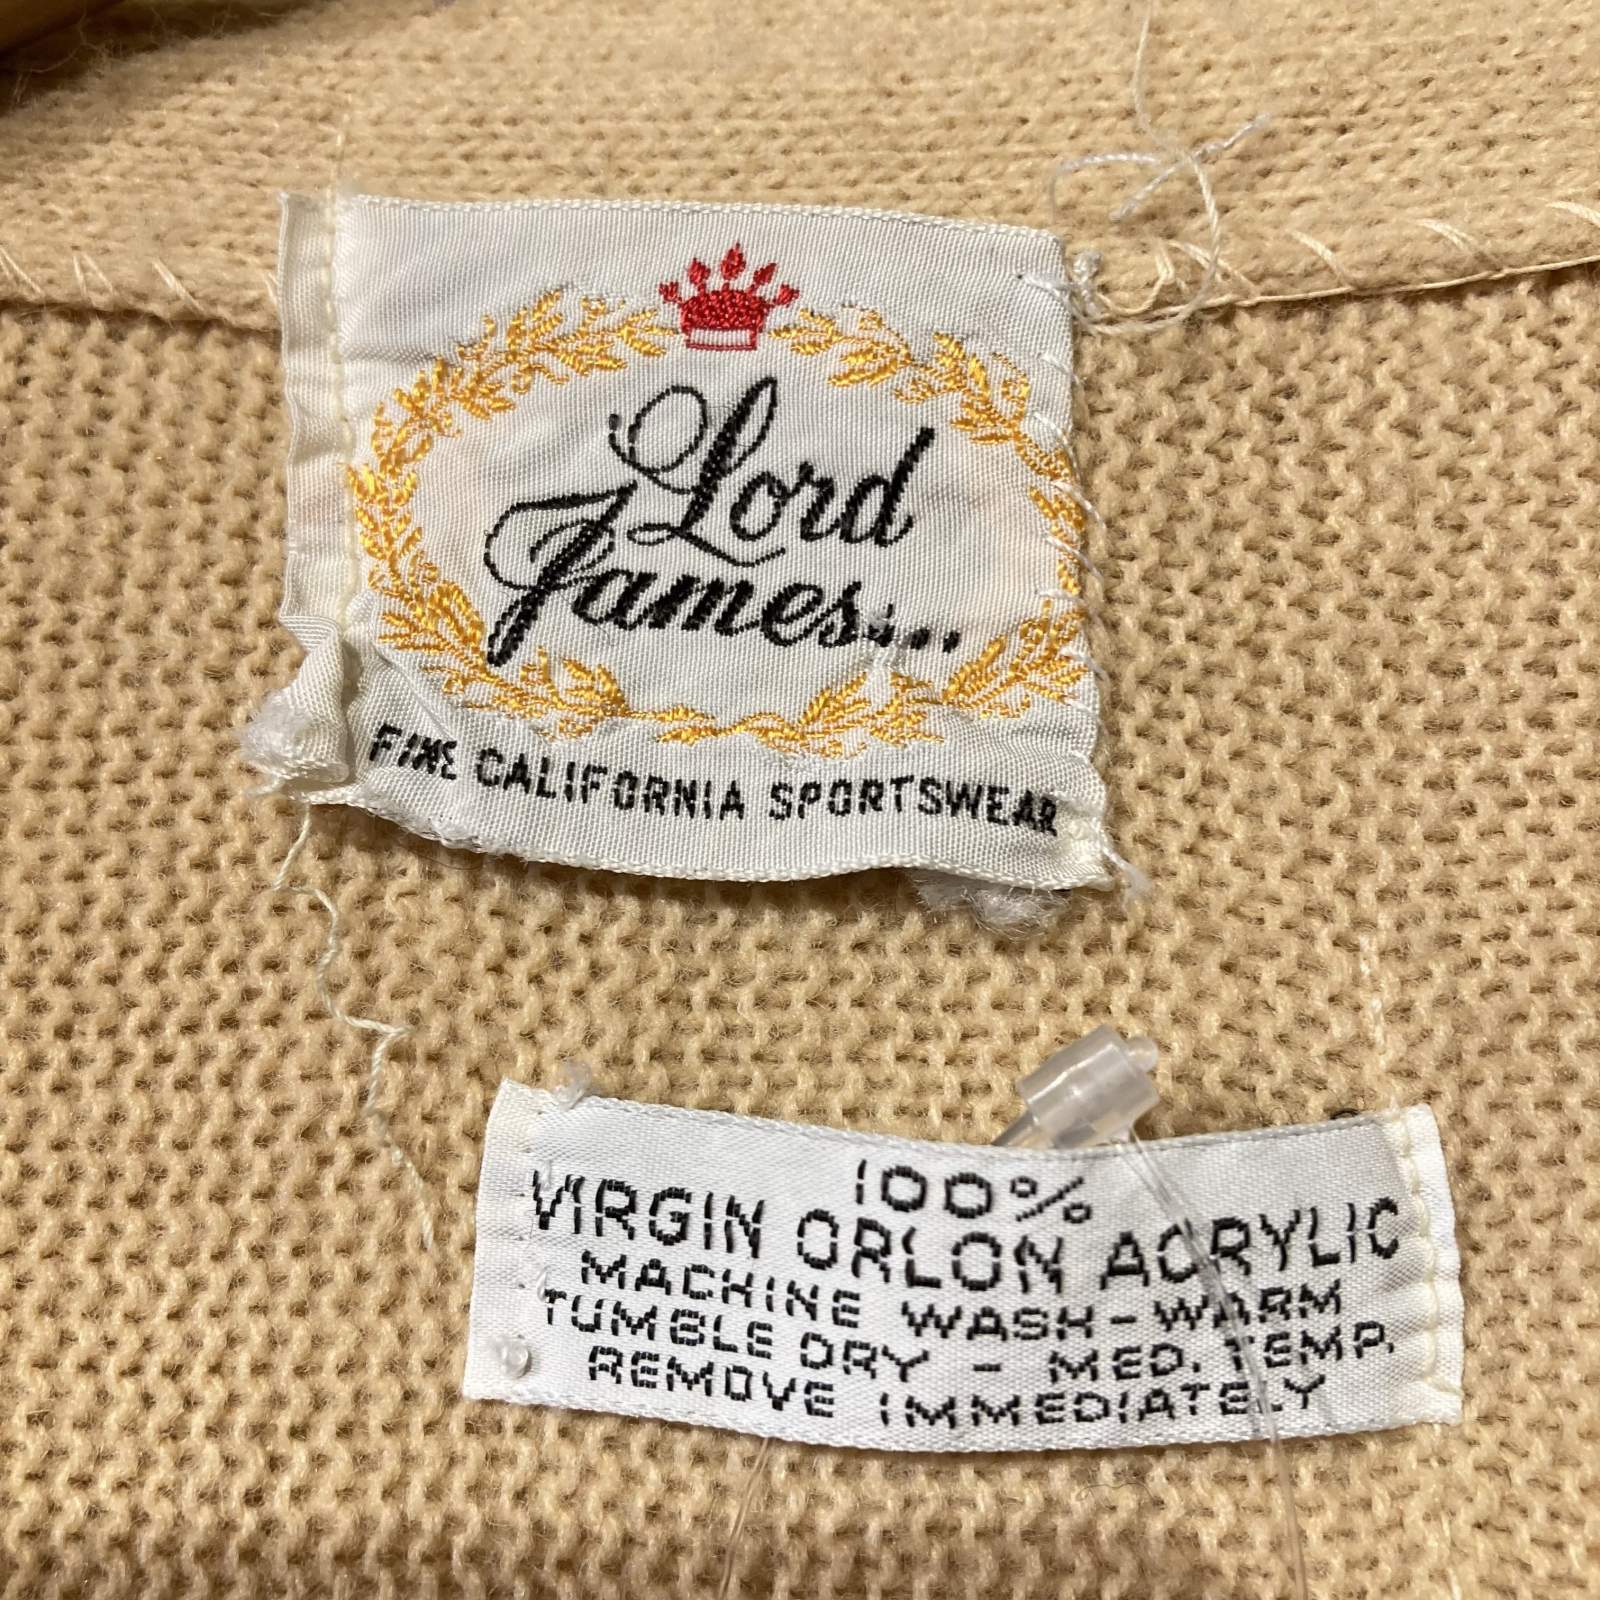 Lord
James...
FINE CALIFORNIA SPORTSWEAR
100%
VIRGIN ORLON ACRYLIC
MACHINE WASH-WARM
TUMBLE DRY - MED. TEMP.
REMOVE IMMEDIATELY